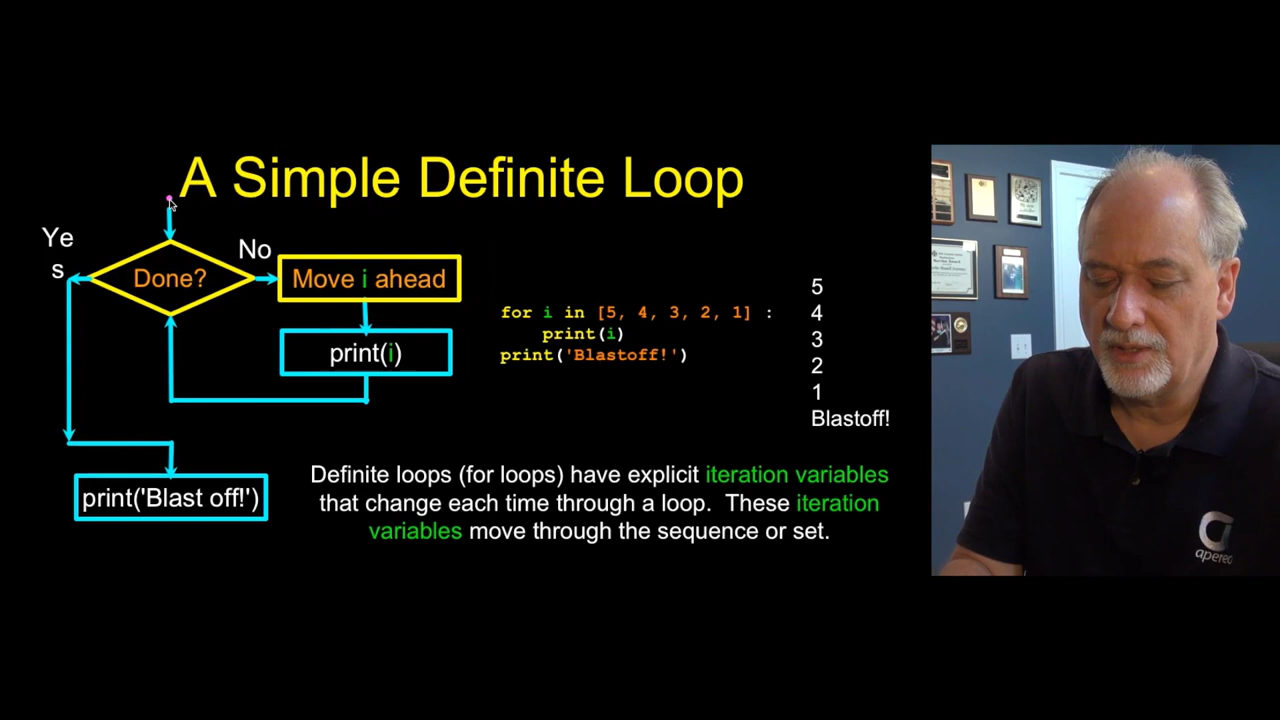 A Simple Definite Loop
Ye
s
No
Done?
Move i ahead
print(i)
print('Blast off!')
for i in [5, 4, 3, 2, 1] :
    print(i)
print('Blastoff!')
5
4
3
2
1
Blastoff!
Definite loops (for loops) have explicit iteration variables
that change each time through a loop. These iteration
variables move through the sequence or set.
apereo